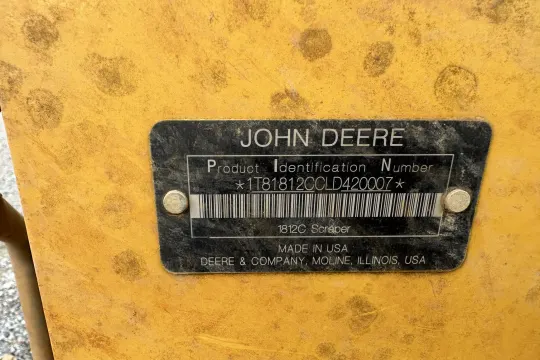 JOHN DEERE
Product Identification Number
*1T81812CCLD420007*
1812C Scraper
MADE IN USA
DEERE & COMPANY, MOLINE, ILLINOIS, USA